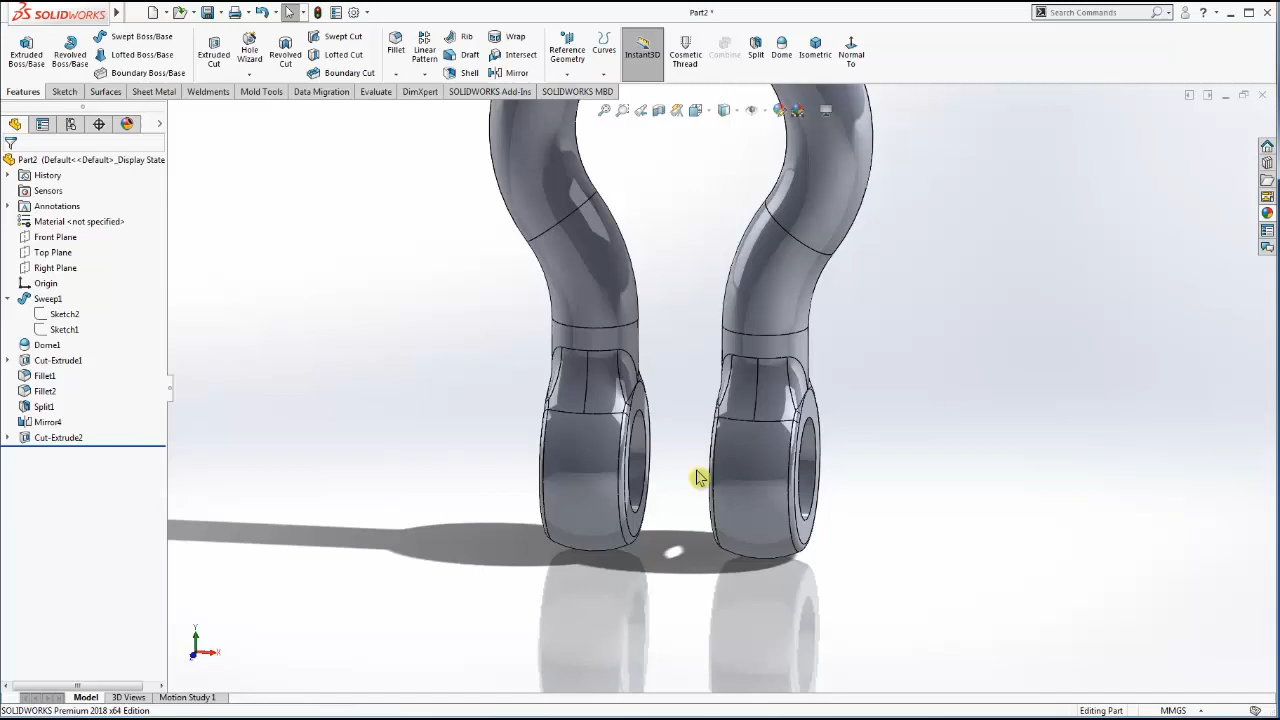 SOLIDWORKS
Part2 *
Search Commands
Extruded Boss/Base
Revolved Boss/Base
Swept Boss/Base
Lofted Boss/Base
Boundary Boss/Base
Extruded Cut
Hole Wizard
Revolved Cut
Swept Cut
Lofted Cut
Boundary Cut
Fillet
Linear Pattern
Rib
Draft
Shell
Wrap
Intersect
Mirror
Reference Geometry
Curves
Instant3D
Cosmetic Thread
Combine
Split
Dome
Isometric
Normal To
Features Sketch Surfaces Sheet Metal Weldments Mold Tools Data Migration Evaluate DimXpert SOLIDWORKS Add-Ins SOLIDWORKS MBD
Part2 (Default<<Default>_Display State
History
Sensors
Annotations
Material <not specified>
Front Plane
Top Plane
Right Plane
Origin
Sweep1
Sketch2
Sketch1
Dome1
Cut-Extrude1
Fillet1
Fillet2
Split1
Mirror4
Cut-Extrude2
Y
X
Z
Model 3D Views Motion Study 1
SOLIDWORKS Premium 2018 x64 Edition
Editing Part
MMGS